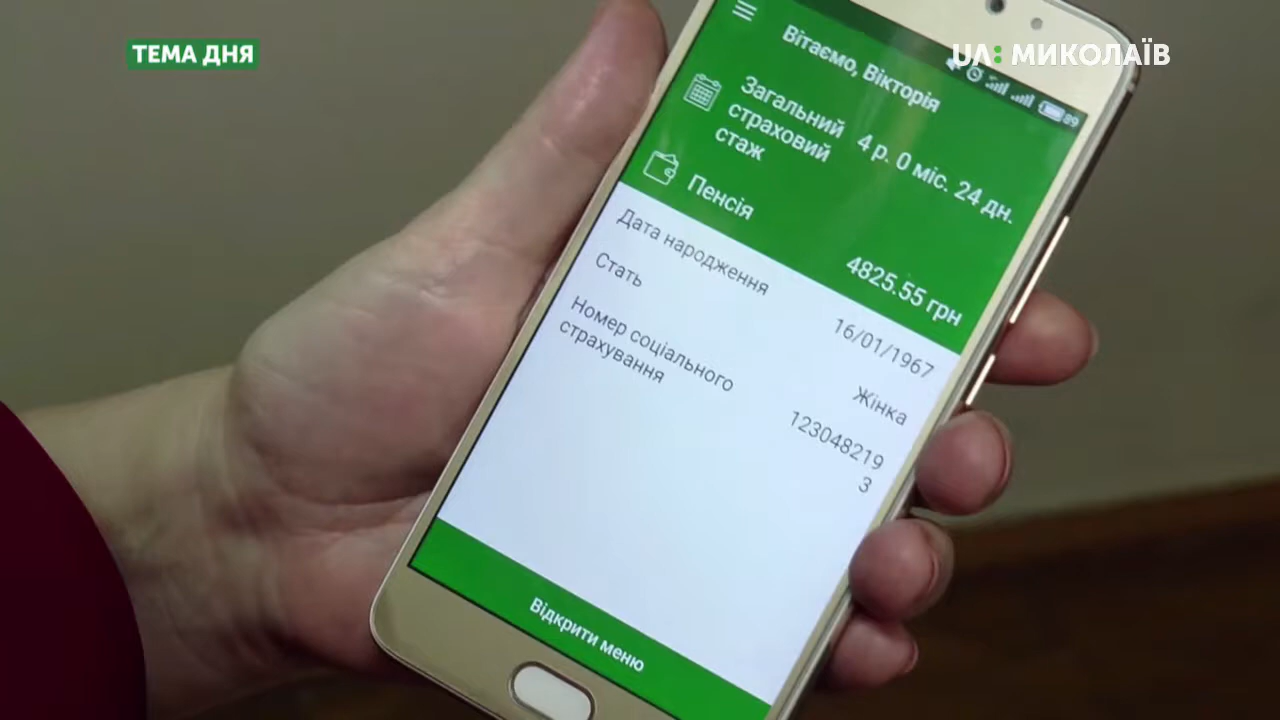 ТЕМА ДНЯ
UA: МИКОЛАЇВ
89
Вітаємо, Вікторія
Загальний
страховий
стаж
4 р. 0 міс. 24 дн.
Пенсія
4825.55 грн
Дата народження
16/01/1967
Стать
Жінка
Номер соціального
страхування
123048219
3
Відкрити меню